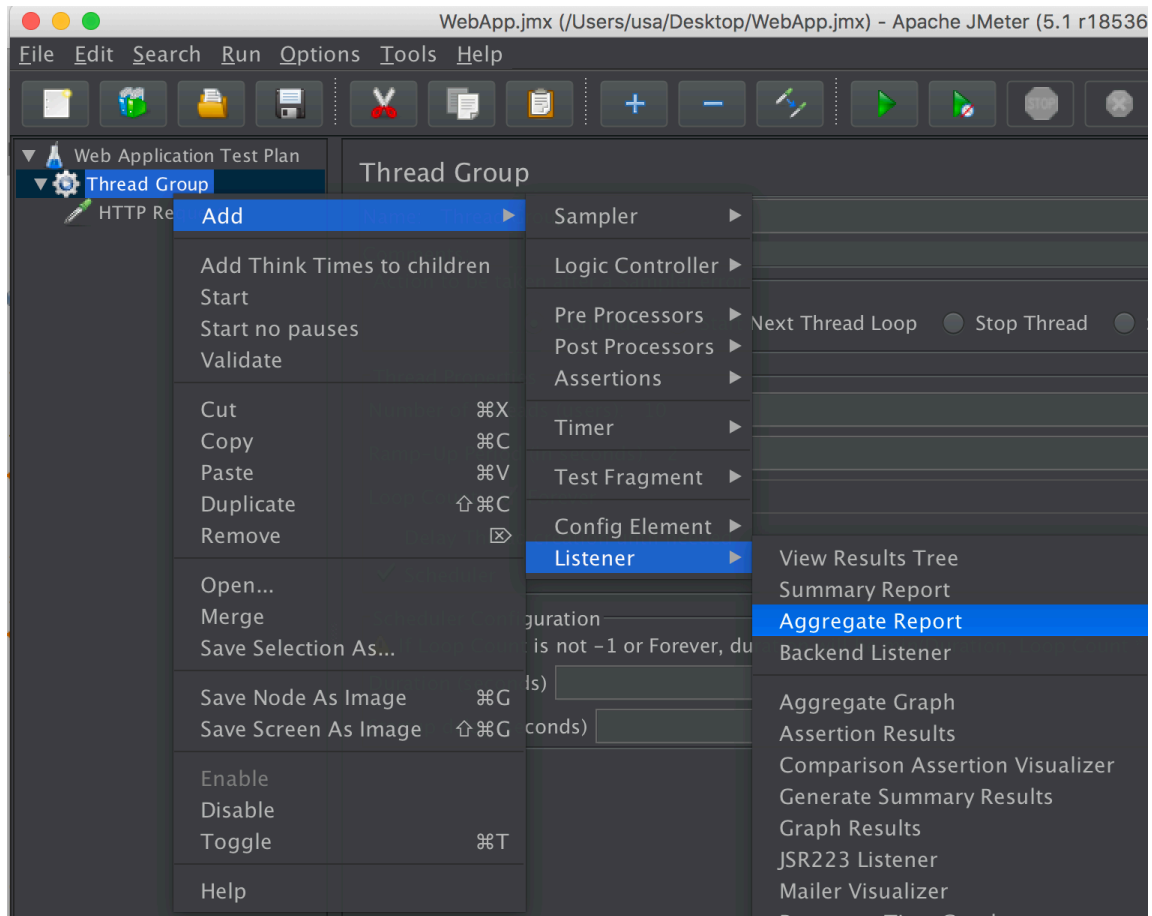 WebApp.jmx (/Users/usa/Desktop/WebApp.jmx) - Apache JMeter (5.1 r18536
File Edit Search Run Options Tools Help
STOP
Web Application Test Plan
Thread Group
HTTP Re
Thread Group
Add
Add Think Times to children
Start
Start no pauses
Validate
Cut ⌘X
Copy ⌘C
Paste ⌘V
Duplicate ⇧⌘C
Remove ⌦
Open...
Merge
Save Selection As...
Save Node As Image ⌘G
Save Screen As Image ⇧⌘G
Enable
Disable
Toggle ⌘T
Help
Sampler
Logic Controller
Pre Processors
Post Processors
Assertions
Timer
Test Fragment
Config Element
Listener
Next Thread Loop Stop Thread
guration
is not -1 or Forever, du
ds)
conds)
View Results Tree
Summary Report
Aggregate Report
Backend Listener
Aggregate Graph
Assertion Results
Comparison Assertion Visualizer
Generate Summary Results
Graph Results
JSR223 Listener
Mailer Visualizer